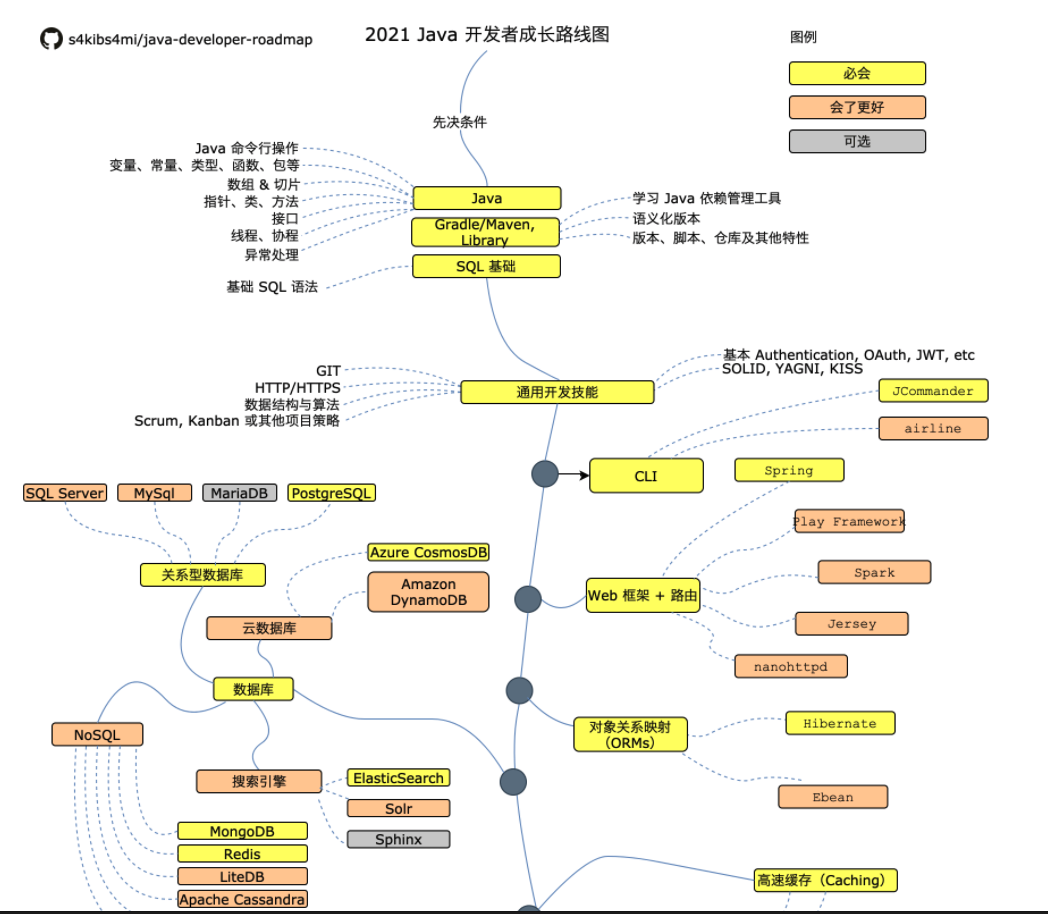 s4kibs4mi/java-developer-roadmap
2021 Java 开发者成长路线图
图例
必会
会了更好
可选
先决条件
Java 命令行操作
变量、常量、类型、函数、包等
数组 & 切片
指针、类、方法
接口
线程、协程
异常处理
Java
Gradle/Maven,
Library
SQL 基础
学习 Java 依赖管理工具
语义化版本
版本、脚本、仓库及其他特性
基础 SQL 语法
GIT
HTTP/HTTPS
数据结构与算法
Scrum, Kanban 或其他项目策略
通用开发技能
基本 Authentication, OAuth, JWT, etc
SOLID, YAGNI, KISS
JCommander
airline
CLI
Spring
Play Framework
Spark
Web 框架 + 路由
Jersey
nanohttpd
SQL Server
MySql
MariaDB
PostgreSQL
关系型数据库
Azure CosmosDB
Amazon
DynamoDB
云数据库
数据库
NoSQL
搜索引擎
ElasticSearch
Solr
Sphinx
MongoDB
Redis
LiteDB
Apache Cassandra
对象关系映射
（ORMs）
Hibernate
Ebean
高速缓存（Caching）